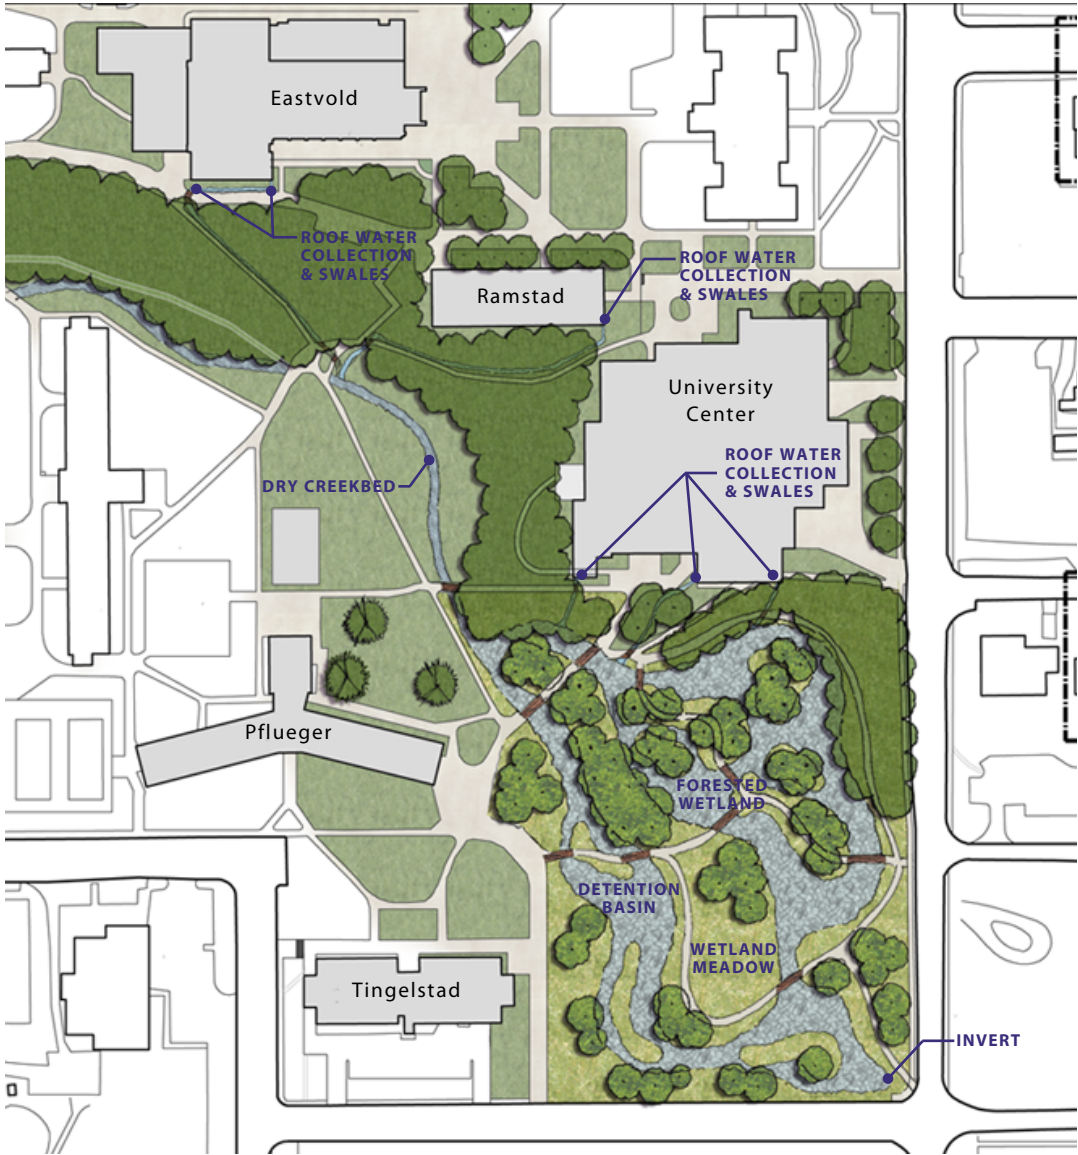 Eastvold
ROOF WATER
COLLECTION
& SWALES
ROOF WATER
COLLECTION
& SWALES
Ramstad
University
Center
ROOF WATER
COLLECTION
& SWALES
DRY CREEKBED
Pflueger
FORESTED
WETLAND
DETENTION
BASIN
WETLAND
MEADOW
Tingelstad
INVERT